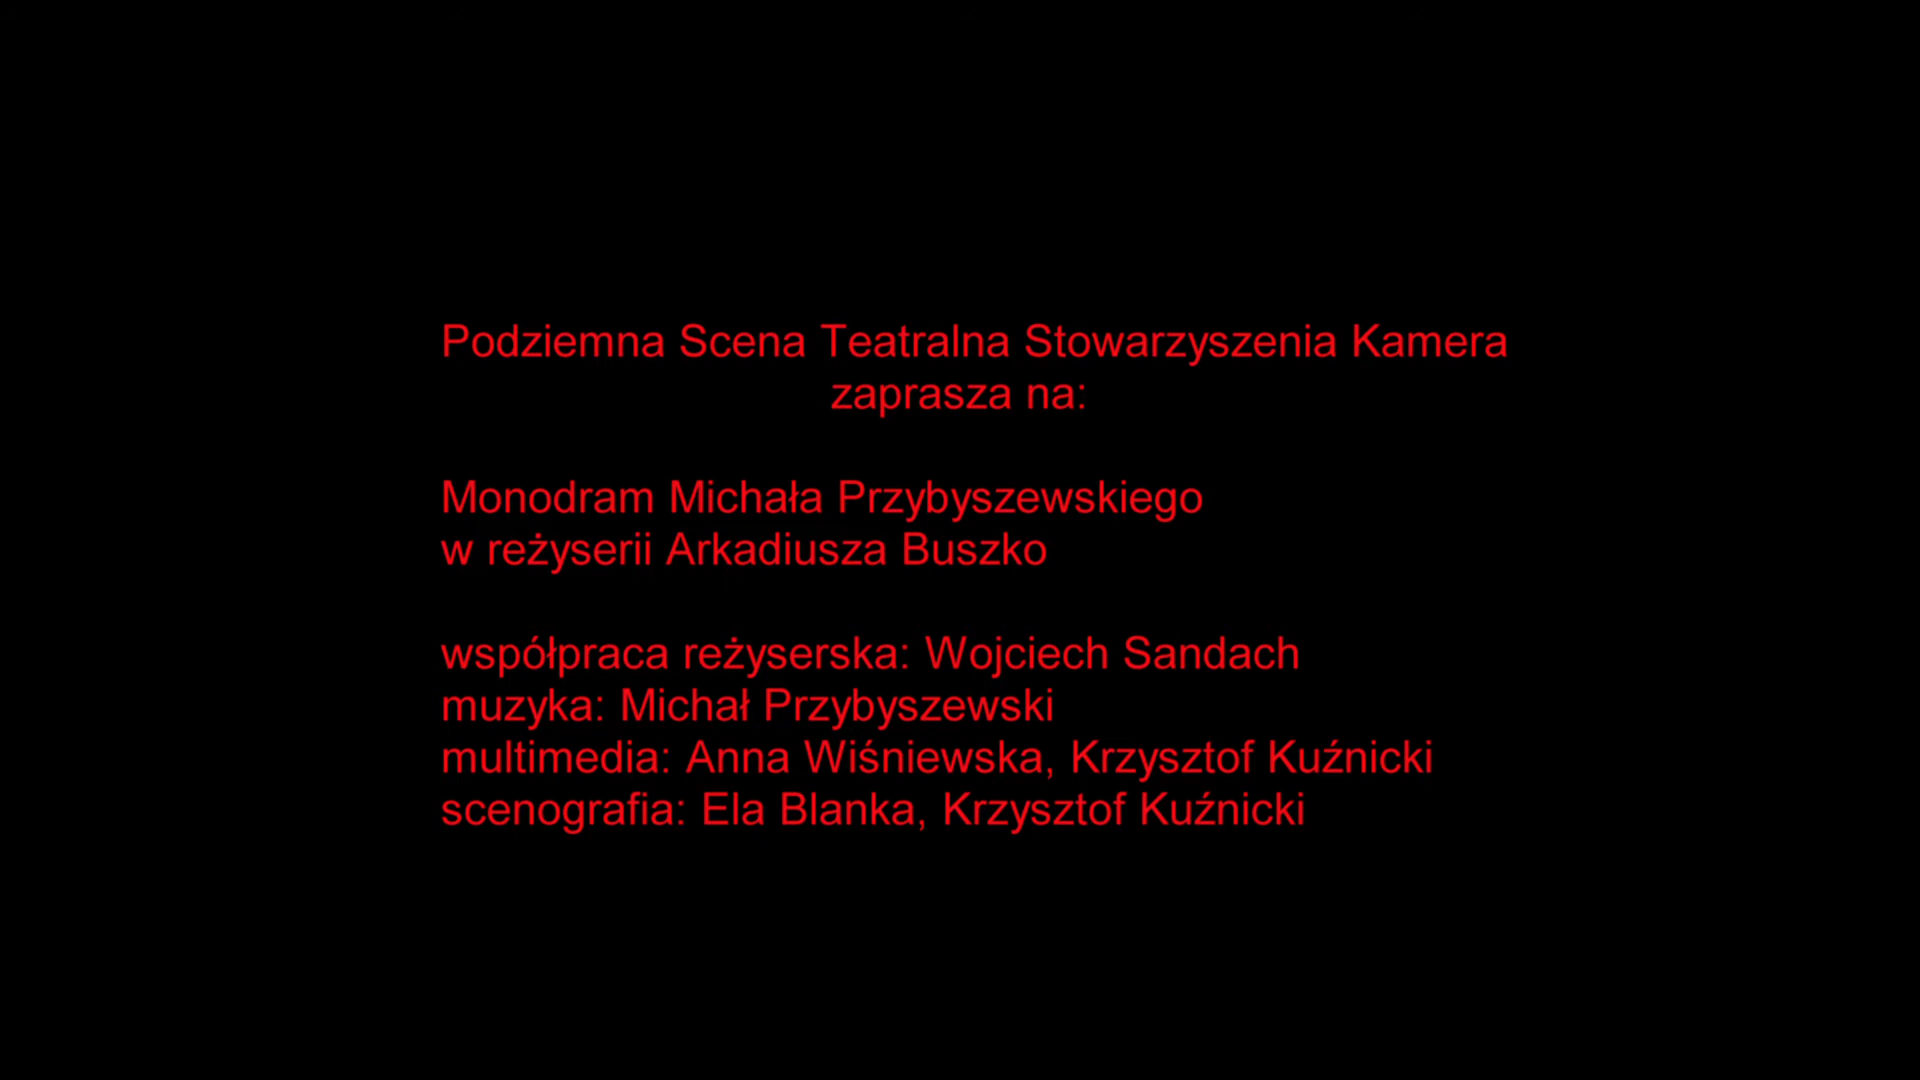 Podziemna Scena Teatralna Stowarzyszenia Kamera
zaprasza na:
Monodram Michała Przybyszewskiego
w reżyserii Arkadiusza Buszko
współpraca reżyserska: Wojciech Sandach
muzyka: Michał Przybyszewski
multimedia: Anna Wiśniewska, Krzysztof Kuźnicki
scenografia: Ela Blanka, Krzysztof Kuźnicki